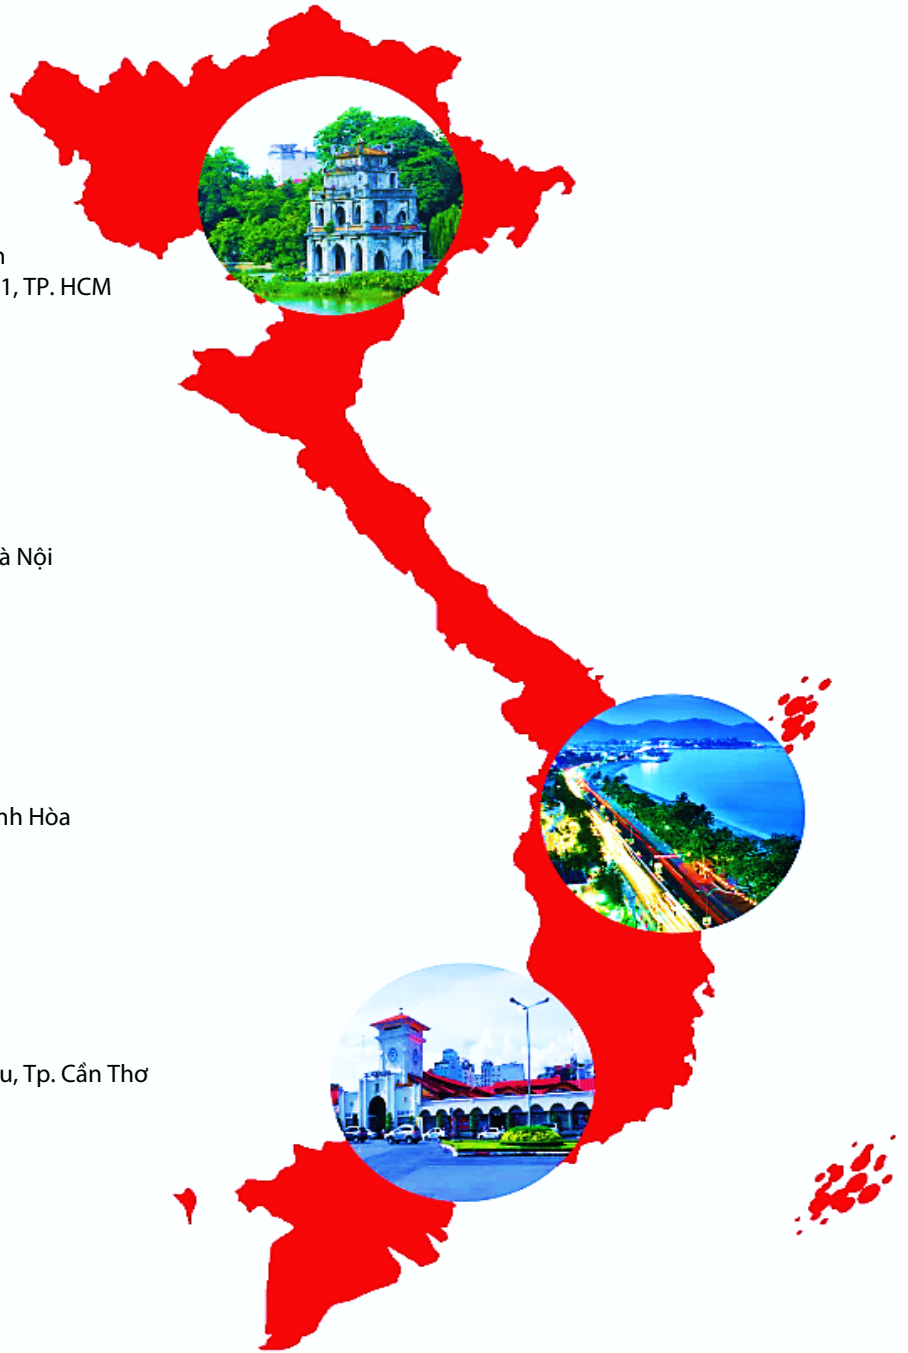 n
1, TP. HCM
à Nội
nh Hòa
u, Tp. Cần Thơ